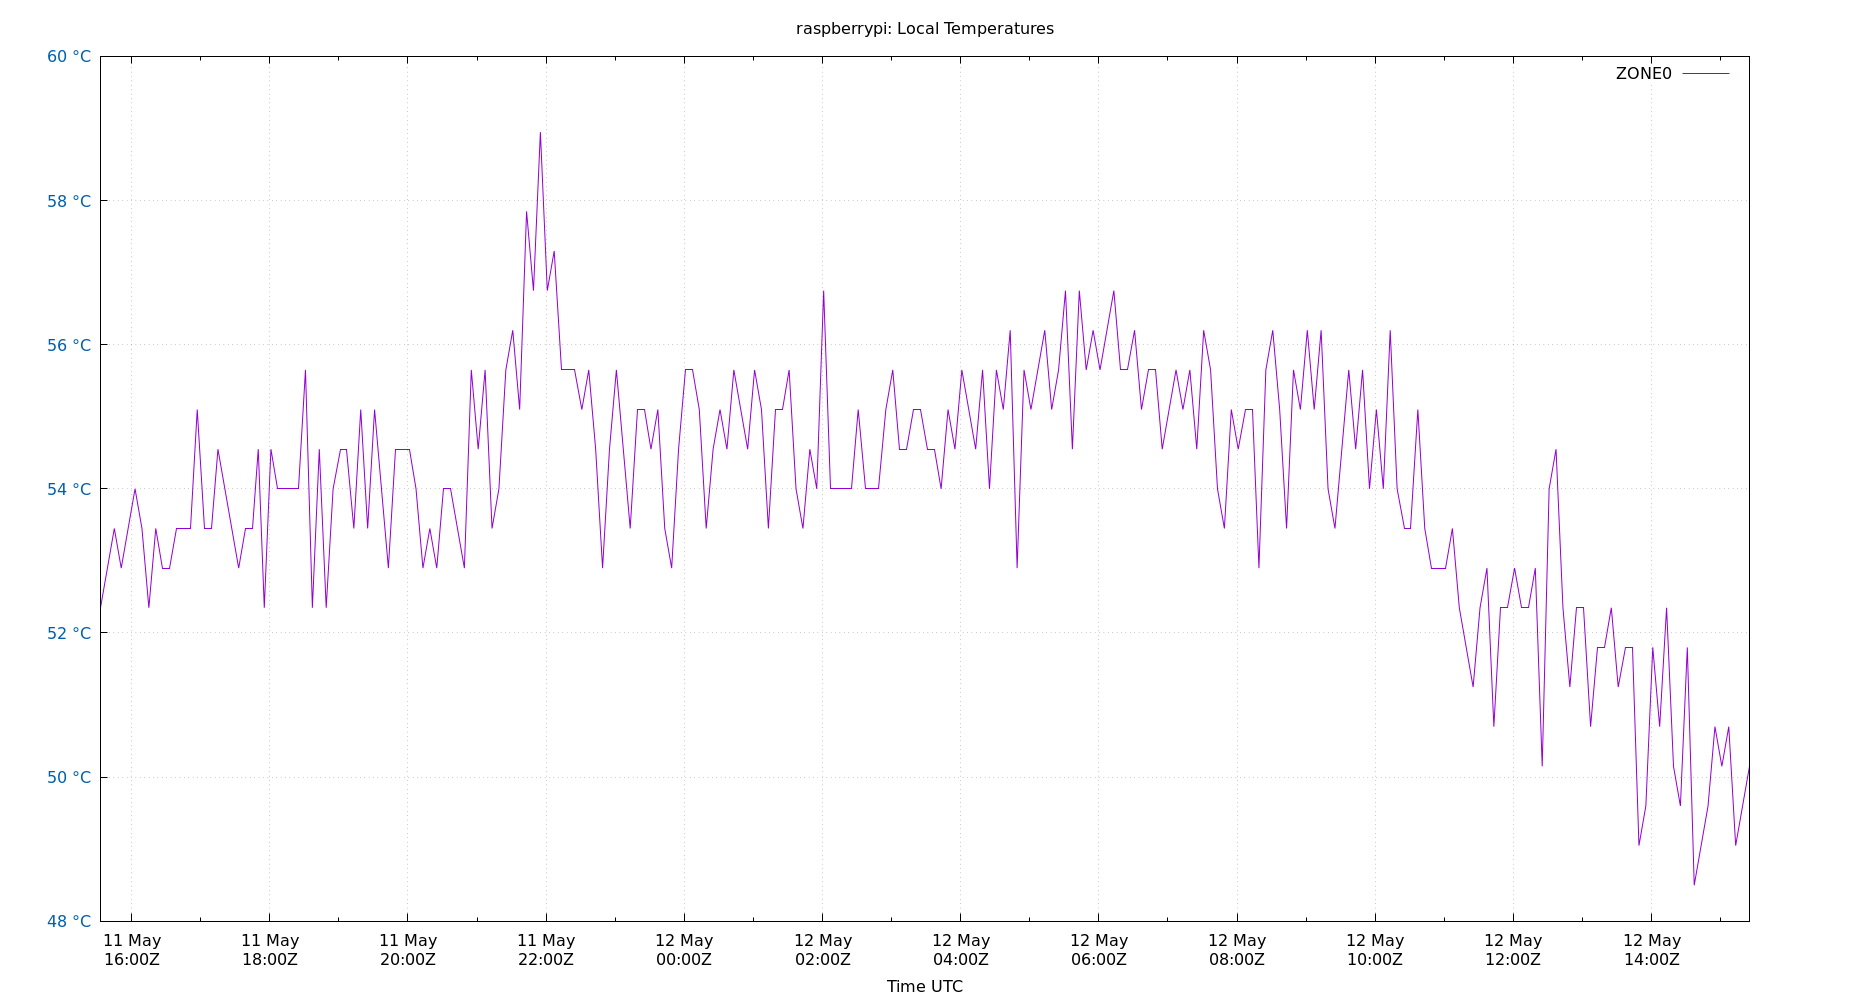 raspberrypi: Local Temperatures
60 °C
ZONE0
58 °C
56 °C
54 °C
52 °C
50 °C
48 °C
11 May 11 May 11 May 11 May 12 May 12 May 12 May 12 May 12 May 12 May 12 May 12 May
16:00Z 18:00Z 20:00Z 22:00Z 00:00Z 02:00Z 04:00Z 06:00Z 08:00Z 10:00Z 12:00Z 14:00Z
Time UTC